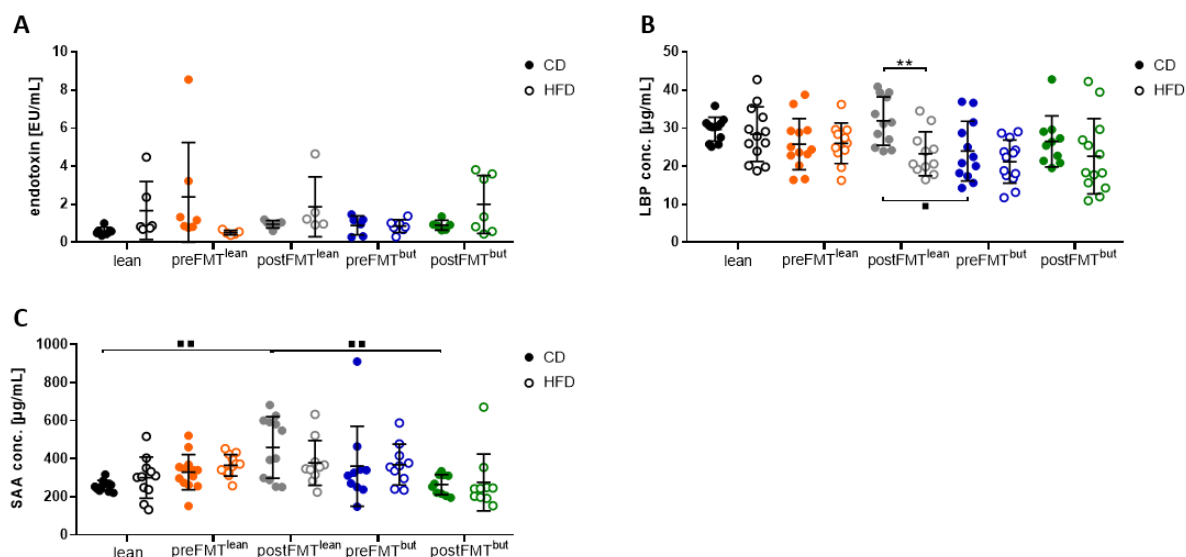 A
endotoxin [EU/mL]
10
8
6
4
2
0
lean preFMT^lean postFMT^lean preFMT^but postFMT^but
CD
HFD
B
LBP conc. [µg/mL]
50
40
30
20
10
0
**
■
lean preFMT^lean postFMT^lean preFMT^but postFMT^but
CD
HFD
C
SAA conc. [µg/mL]
1000
800
600
400
200
0
■ ■ ■ ■
lean preFMT^lean postFMT^lean preFMT^but postFMT^but
CD
HFD